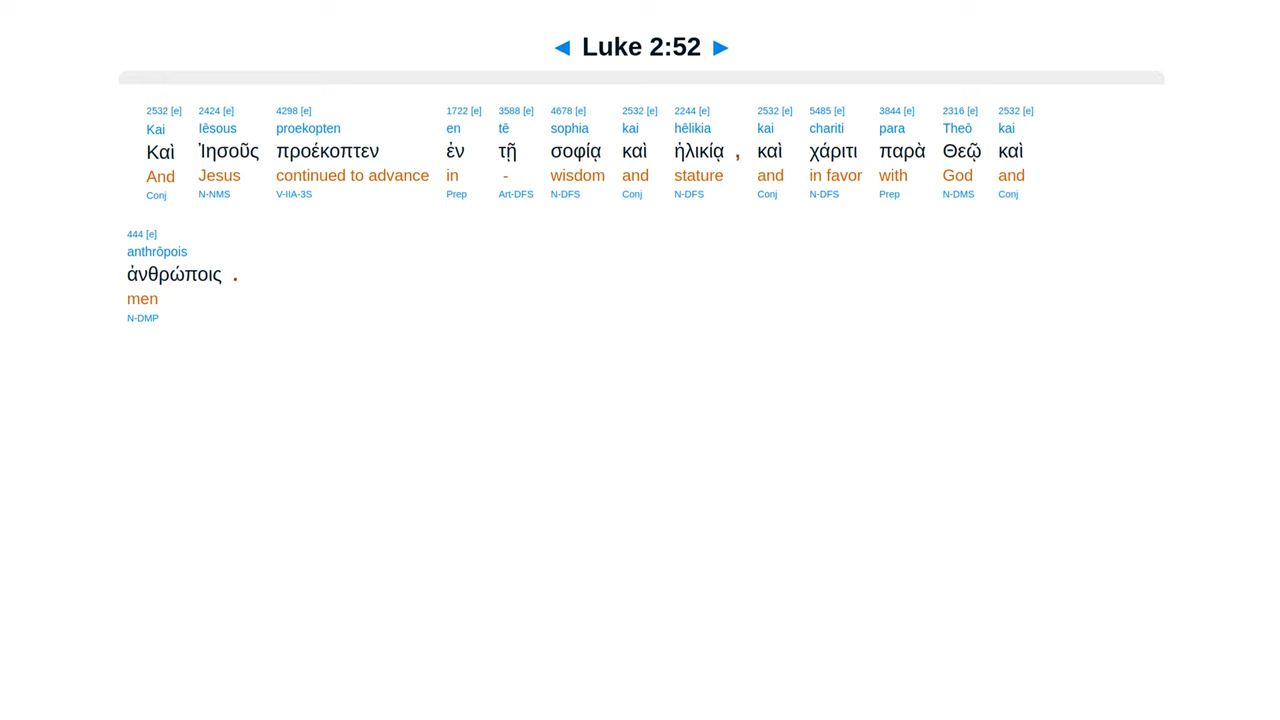 ◄ Luke 2:52 ►
2532 [e] 2424 [e] 4298 [e] 1722 [e] 3588 [e] 4678 [e] 2532 [e] 2244 [e] 2532 [e] 5485 [e] 3844 [e] 2316 [e] 2532 [e]
Kai Iēsous proekopten en tē sophia kai hēlikia kai chariti para Theō kai
Καὶ Ἰησοῦς προέκοπτεν ἐν τῇ σοφίᾳ καὶ ἡλικίᾳ , καὶ χάριτι παρὰ Θεῷ καὶ
And Jesus continued to advance in - wisdom and stature and in favor with God and
Conj N-NMS V-IIA-3S Prep Art-DFS N-DFS Conj N-DFS Conj N-DFS Prep N-DMS Conj
444 [e]
anthrōpois
ἀνθρώποις .
men
N-DMP